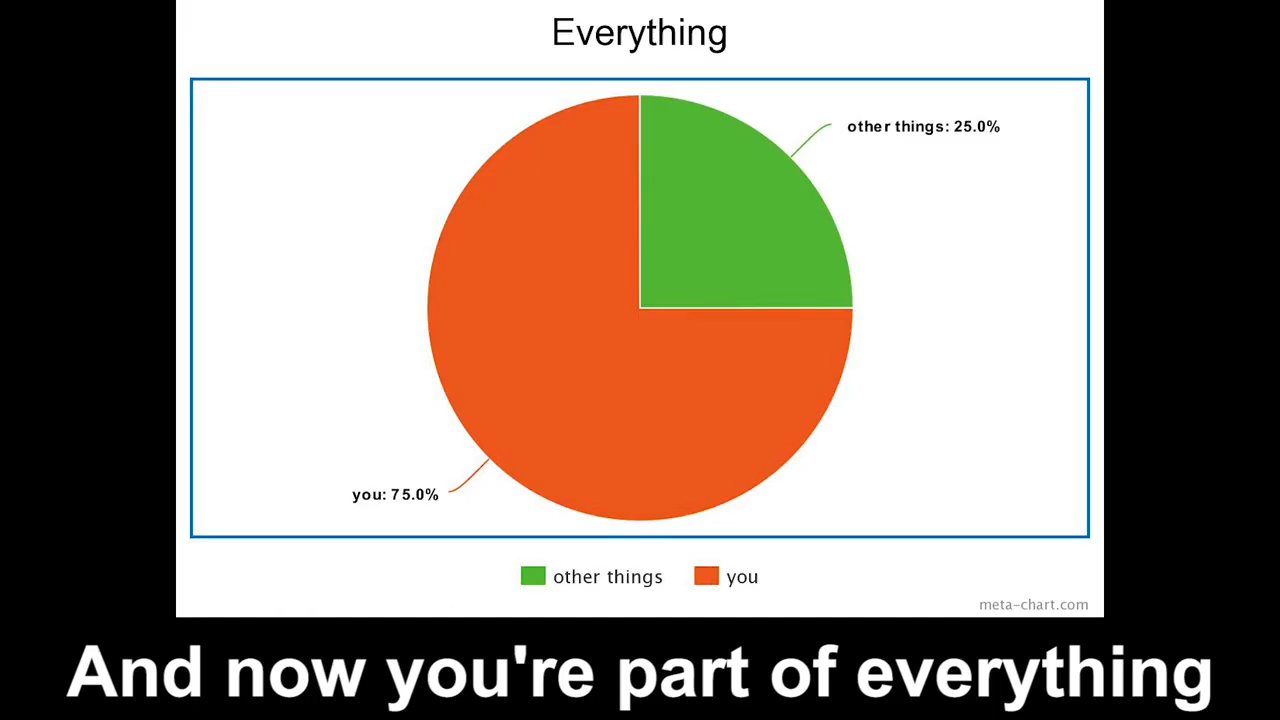 Everything
other things: 25.0%
you: 75.0%
other things you
meta-chart.com
And now you're part of everything